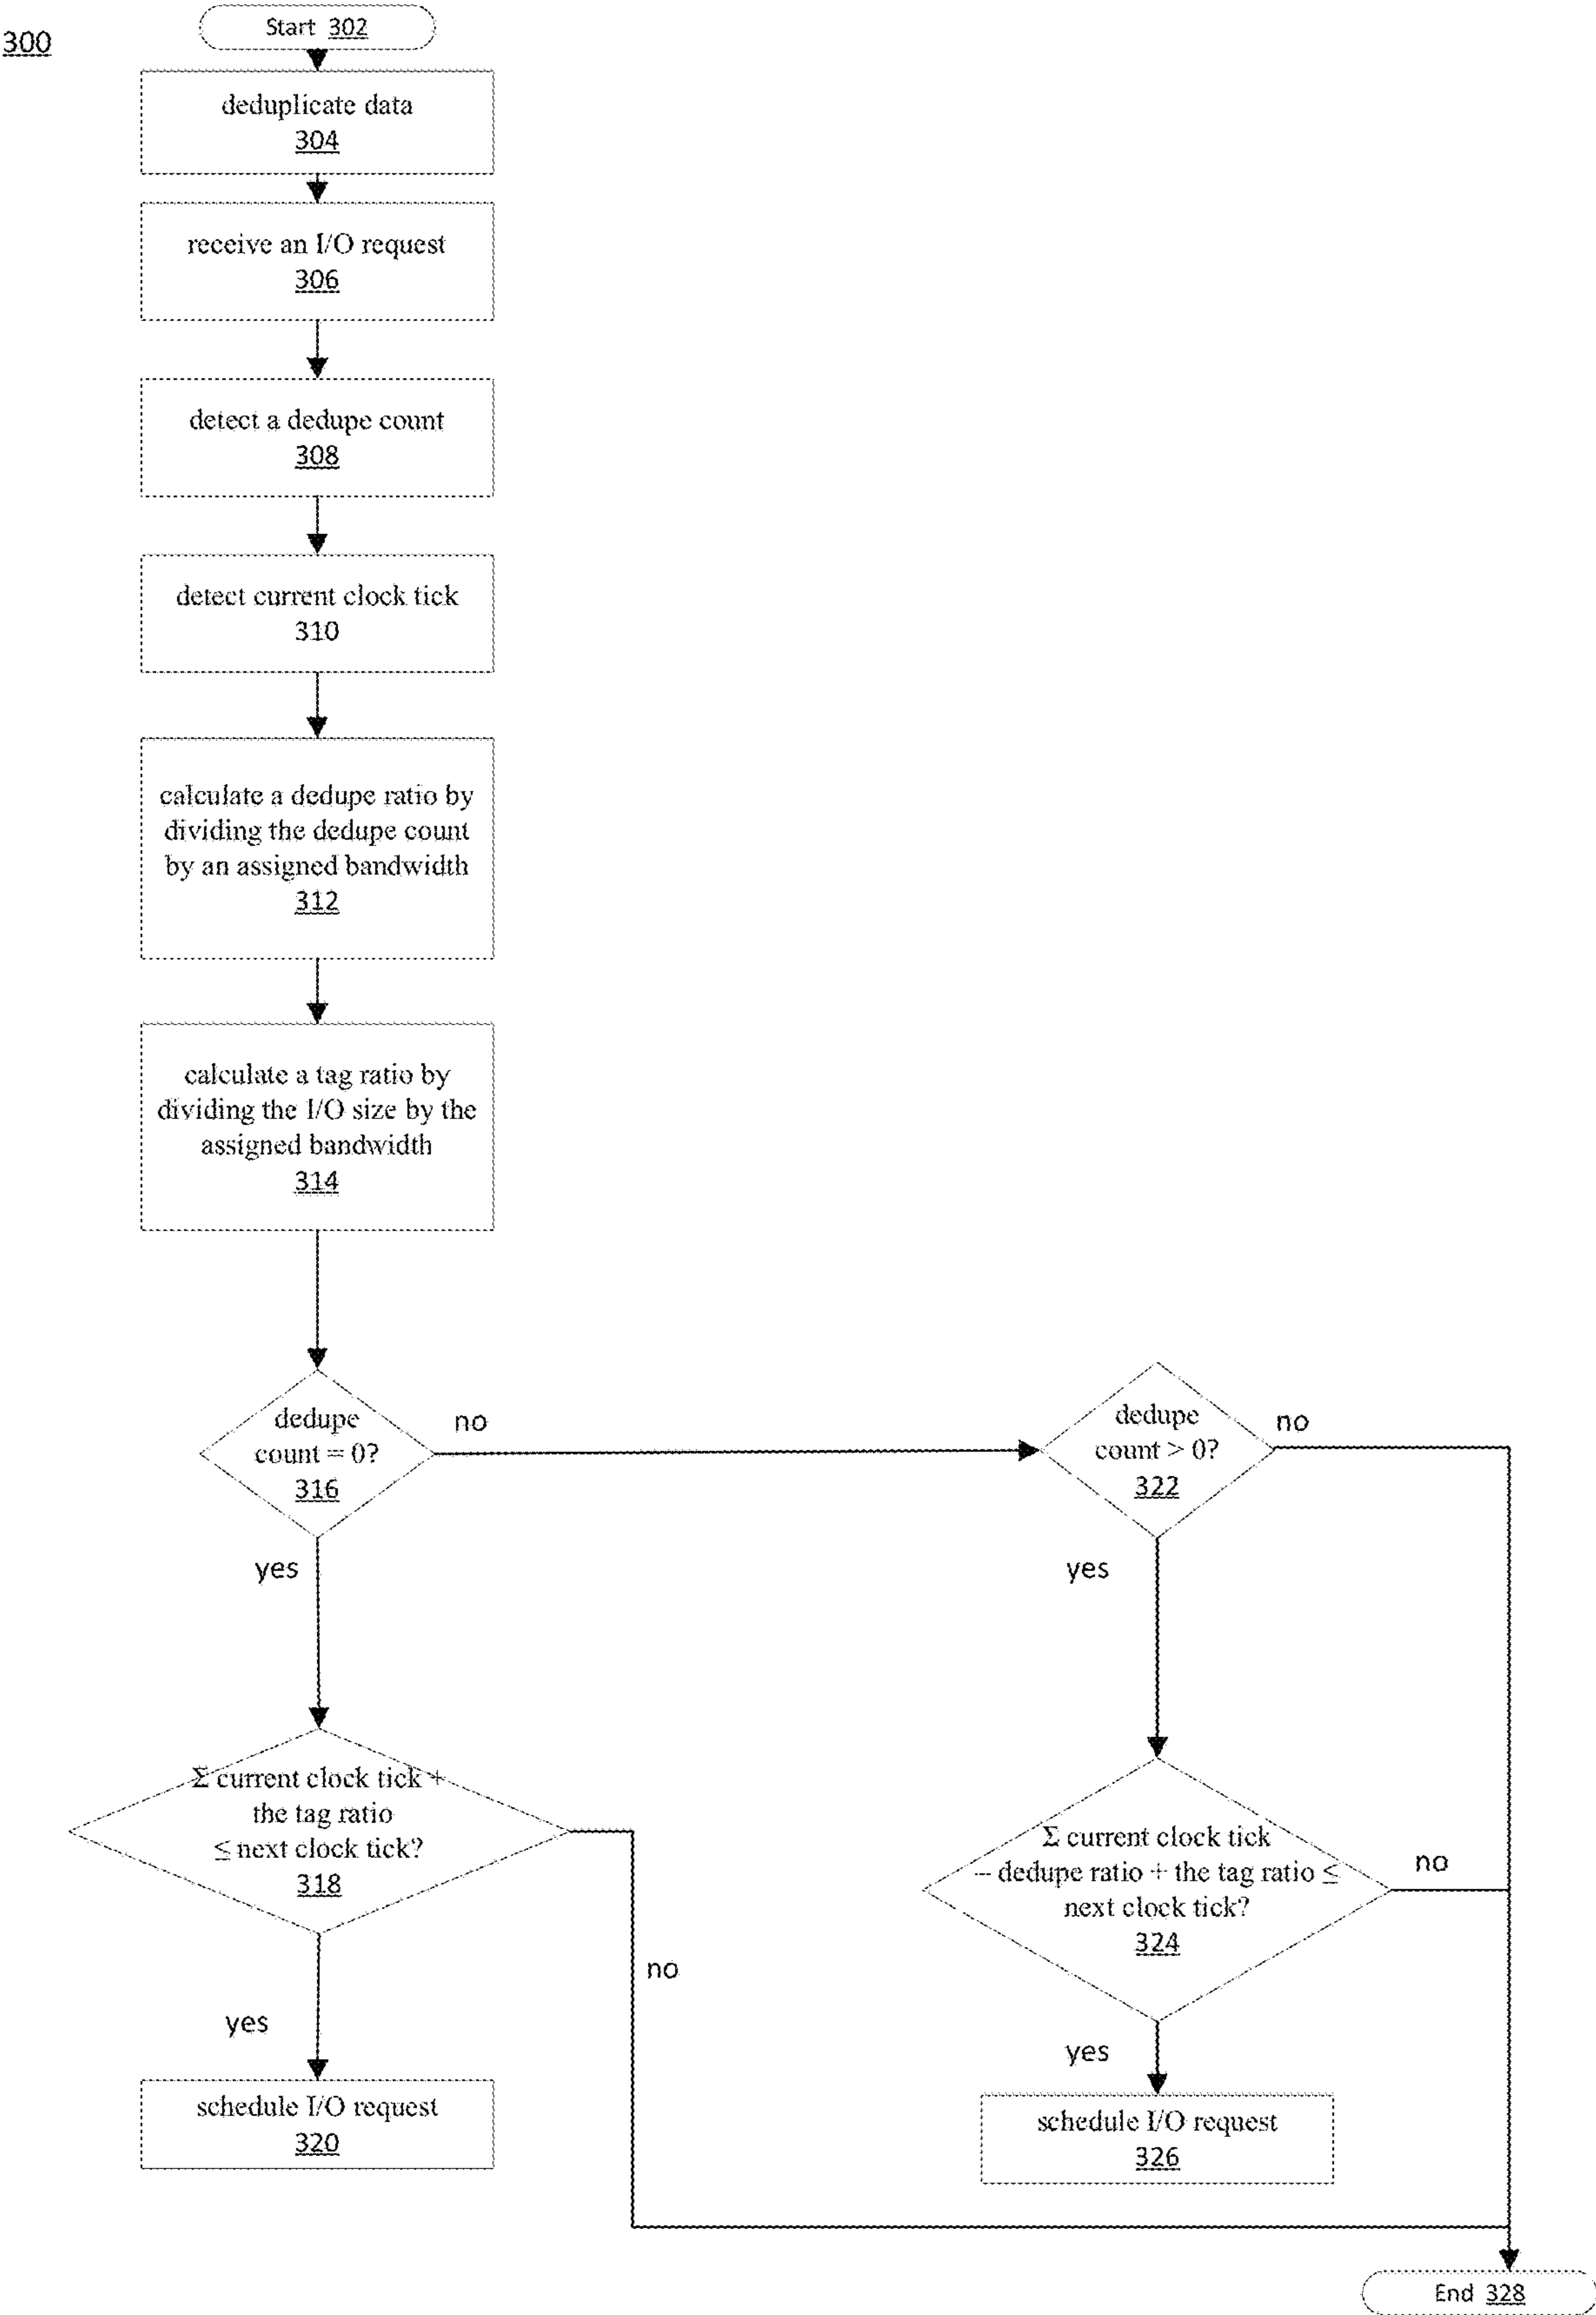 300
Start 302
deduplicate data
304
receive an I/O request
306
detect a dedupe count
308
detect current clock tick
310
calculate a dedupe ratio by
dividing the dedupe count
by an assigned bandwidth
312
calculate a tag ratio by
dividing the I/O size by the
assigned bandwidth
314
dedupe
count = 0?
316
no
yes
dedupe
count > 0?
322
no
yes
Σ current clock tick +
the tag ratio
≤ next clock tick?
318
no
yes
schedule I/O request
320
Σ current clock tick
– dedupe ratio + the tag ratio ≤
next clock tick?
324
no
yes
schedule I/O request
326
End 328